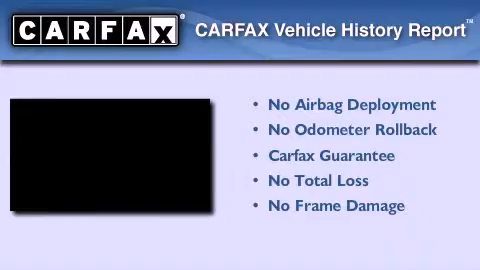 CARFAX® CARFAX Vehicle History Report™
• No Airbag Deployment
• No Odometer Rollback
• Carfax Guarantee
• No Total Loss
• No Frame Damage